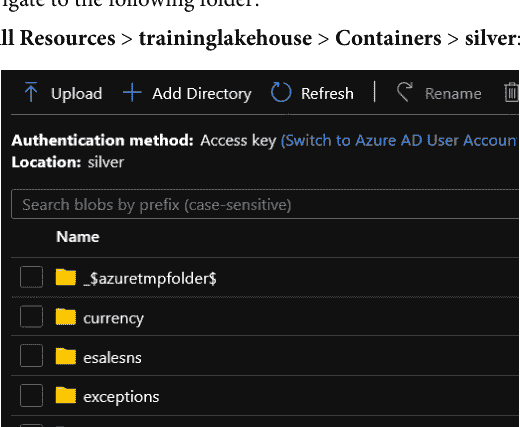 igate to the following folder:
ll Resources > traininglakehouse > Containers > silver:
Upload Add Directory Refresh Rename
Authentication method: Access key (Switch to Azure AD User Accoun
Location: silver
Search blobs by prefix (case-sensitive)
Name
_$azuretmpfolder$
currency
esalesns
exceptions